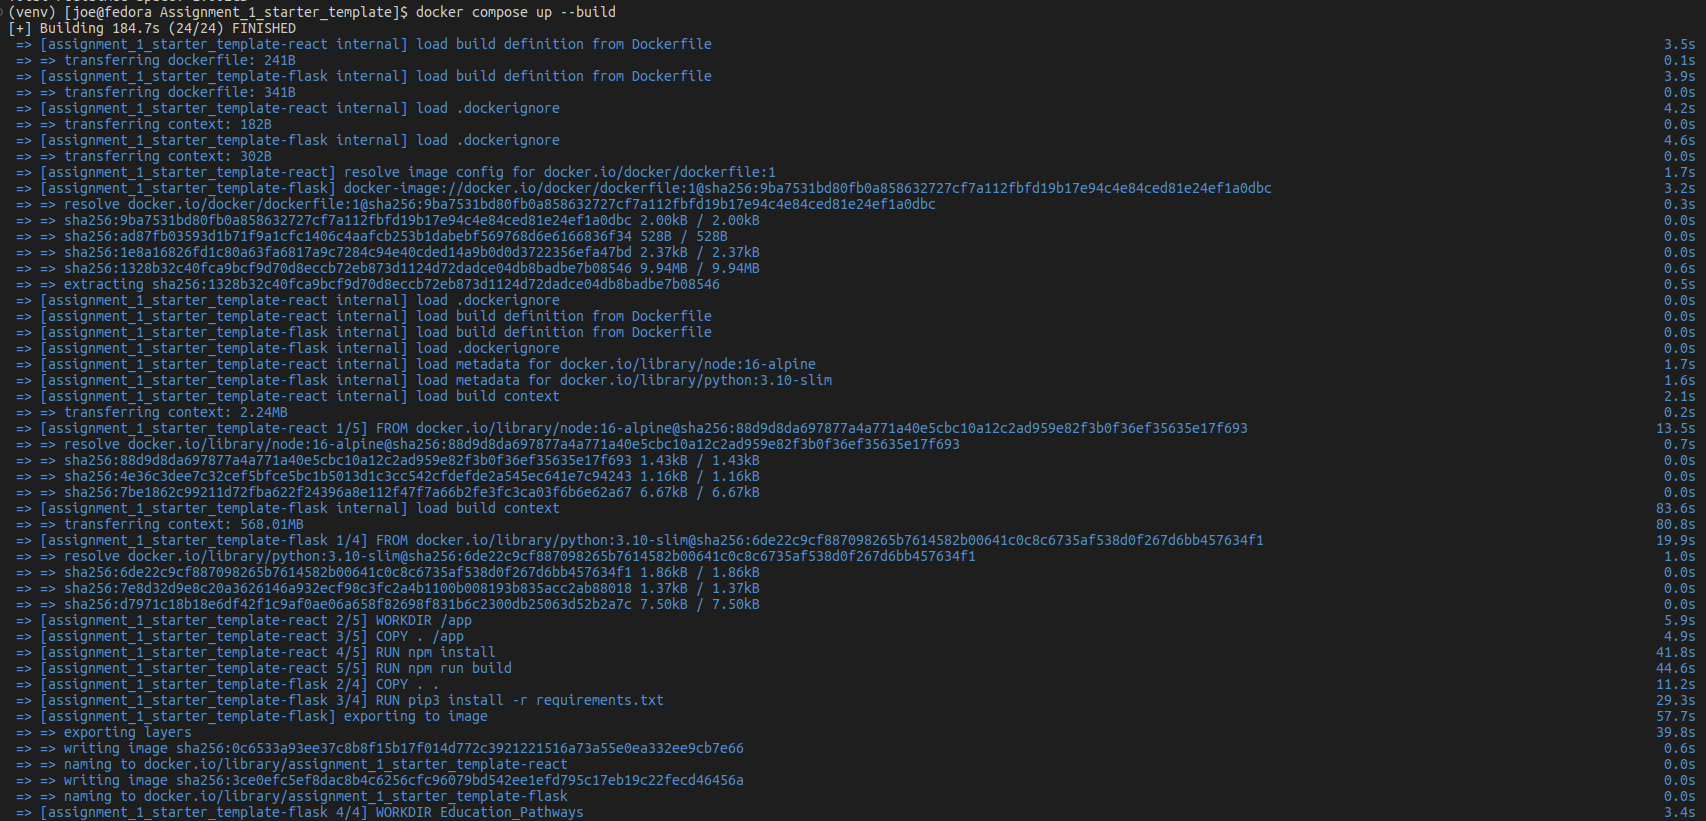 (venv) [joe@fedora Assignment_1_starter_template]$ docker compose up --build
[+] Building 184.7s (24/24) FINISHED
=> [assignment_1_starter_template-react internal] load build definition from Dockerfile 3.5s
=> => transferring dockerfile: 241B 0.1s
=> [assignment_1_starter_template-flask internal] load build definition from Dockerfile 3.9s
=> => transferring dockerfile: 341B 0.0s
=> [assignment_1_starter_template-react internal] load .dockerignore 4.2s
=> => transferring context: 182B 0.0s
=> [assignment_1_starter_template-flask internal] load .dockerignore 4.6s
=> => transferring context: 302B 0.0s
=> [assignment_1_starter_template-react] resolve image config for docker.io/docker/dockerfile:1 1.7s
=> [assignment_1_starter_template-flask] docker-image://docker.io/docker/dockerfile:1@sha256:9ba7531bd80fb0a858632727cf7a112fbfd19b17e94c4e84ced81e24ef1a0dbc 3.2s
=> => resolve docker.io/docker/dockerfile:1@sha256:9ba7531bd80fb0a858632727cf7a112fbfd19b17e94c4e84ced81e24ef1a0dbc 0.3s
=> => sha256:9ba7531bd80fb0a858632727cf7a112fbfd19b17e94c4e84ced81e24ef1a0dbc 2.00kB / 2.00kB 0.0s
=> => sha256:ad87fb03593d1b71f9a1cfc1406c4aafcb253b1dabebf569768d6e6166836f34 528B / 528B 0.0s
=> => sha256:1e8a16826fd1c80a63fa6817a9c7284c94e40cded14a9b0d0d3722356efa47bd 2.37kB / 2.37kB 0.0s
=> => sha256:1328b32c40fca9bcf9d70d8eccb72eb873d1124d72dadce04db8badbe7b08546 9.94MB / 9.94MB 0.6s
=> => extracting sha256:1328b32c40fca9bcf9d70d8eccb72eb873d1124d72dadce04db8badbe7b08546 0.5s
=> [assignment_1_starter_template-react internal] load .dockerignore 0.0s
=> [assignment_1_starter_template-react internal] load build definition from Dockerfile 0.0s
=> [assignment_1_starter_template-flask internal] load build definition from Dockerfile 0.0s
=> [assignment_1_starter_template-flask internal] load .dockerignore 0.0s
=> [assignment_1_starter_template-react internal] load metadata for docker.io/library/node:16-alpine 1.7s
=> [assignment_1_starter_template-flask internal] load metadata for docker.io/library/python:3.10-slim 1.6s
=> [assignment_1_starter_template-react internal] load build context 2.1s
=> => transferring context: 2.24MB 0.2s
=> [assignment_1_starter_template-react 1/5] FROM docker.io/library/node:16-alpine@sha256:88d9d8da697877a4a771a40e5cbc10a12c2ad959e82f3b0f36ef35635e17f693 13.5s
=> => resolve docker.io/library/node:16-alpine@sha256:88d9d8da697877a4a771a40e5cbc10a12c2ad959e82f3b0f36ef35635e17f693 0.7s
=> => sha256:88d9d8da697877a4a771a40e5cbc10a12c2ad959e82f3b0f36ef35635e17f693 1.43kB / 1.43kB 0.0s
=> => sha256:4e36c3dee7c32cef5bfce5bc1b5013d1c3cc542cfdefde2a545ec641e7c94243 1.16kB / 1.16kB 0.0s
=> => sha256:7be1862c99211d72fba622f24396a8e112f47f7a66b2fe3fc3ca03f6b6e62a67 6.67kB / 6.67kB 0.0s
=> [assignment_1_starter_template-flask internal] load build context 83.6s
=> => transferring context: 568.01MB 80.8s
=> [assignment_1_starter_template-flask 1/4] FROM docker.io/library/python:3.10-slim@sha256:6de22c9cf887098265b7614582b00641c0c8c6735af538d0f267d6bb457634f1 19.9s
=> => resolve docker.io/library/python:3.10-slim@sha256:6de22c9cf887098265b7614582b00641c0c8c6735af538d0f267d6bb457634f1 1.0s
=> => sha256:6de22c9cf887098265b7614582b00641c0c8c6735af538d0f267d6bb457634f1 1.86kB / 1.86kB 0.0s
=> => sha256:7e8d32d9e8c20a3626146a932ecf98c3fc2a4b1100b008193b835acc2ab88018 1.37kB / 1.37kB 0.0s
=> => sha256:d7971c18b18e6df42f1c9af0ae06a658f82698f831b6c2300db25063d52b2a7c 7.50kB / 7.50kB 0.0s
=> [assignment_1_starter_template-react 2/5] WORKDIR /app 5.9s
=> [assignment_1_starter_template-react 3/5] COPY . /app 4.9s
=> [assignment_1_starter_template-react 4/5] RUN npm install 41.8s
=> [assignment_1_starter_template-react 5/5] RUN npm run build 44.6s
=> [assignment_1_starter_template-flask 2/4] COPY . . 11.2s
=> [assignment_1_starter_template-flask 3/4] RUN pip3 install -r requirements.txt 29.3s
=> [assignment_1_starter_template-flask] exporting to image 57.7s
=> => exporting layers 39.8s
=> => writing image sha256:0c6533a93ee37c8b8f15b17f014d772c3921221516a73a55e0ea332ee9cb7e66 0.6s
=> => naming to docker.io/library/assignment_1_starter_template-react 0.0s
=> => writing image sha256:3ce0efc5ef8dac8b4c6256cfc96079bd542ee1efd795c17eb19c22fecd46456a 0.0s
=> => naming to docker.io/library/assignment_1_starter_template-flask 0.0s
=> [assignment_1_starter_template-flask 4/4] WORKDIR Education_Pathways 3.4s